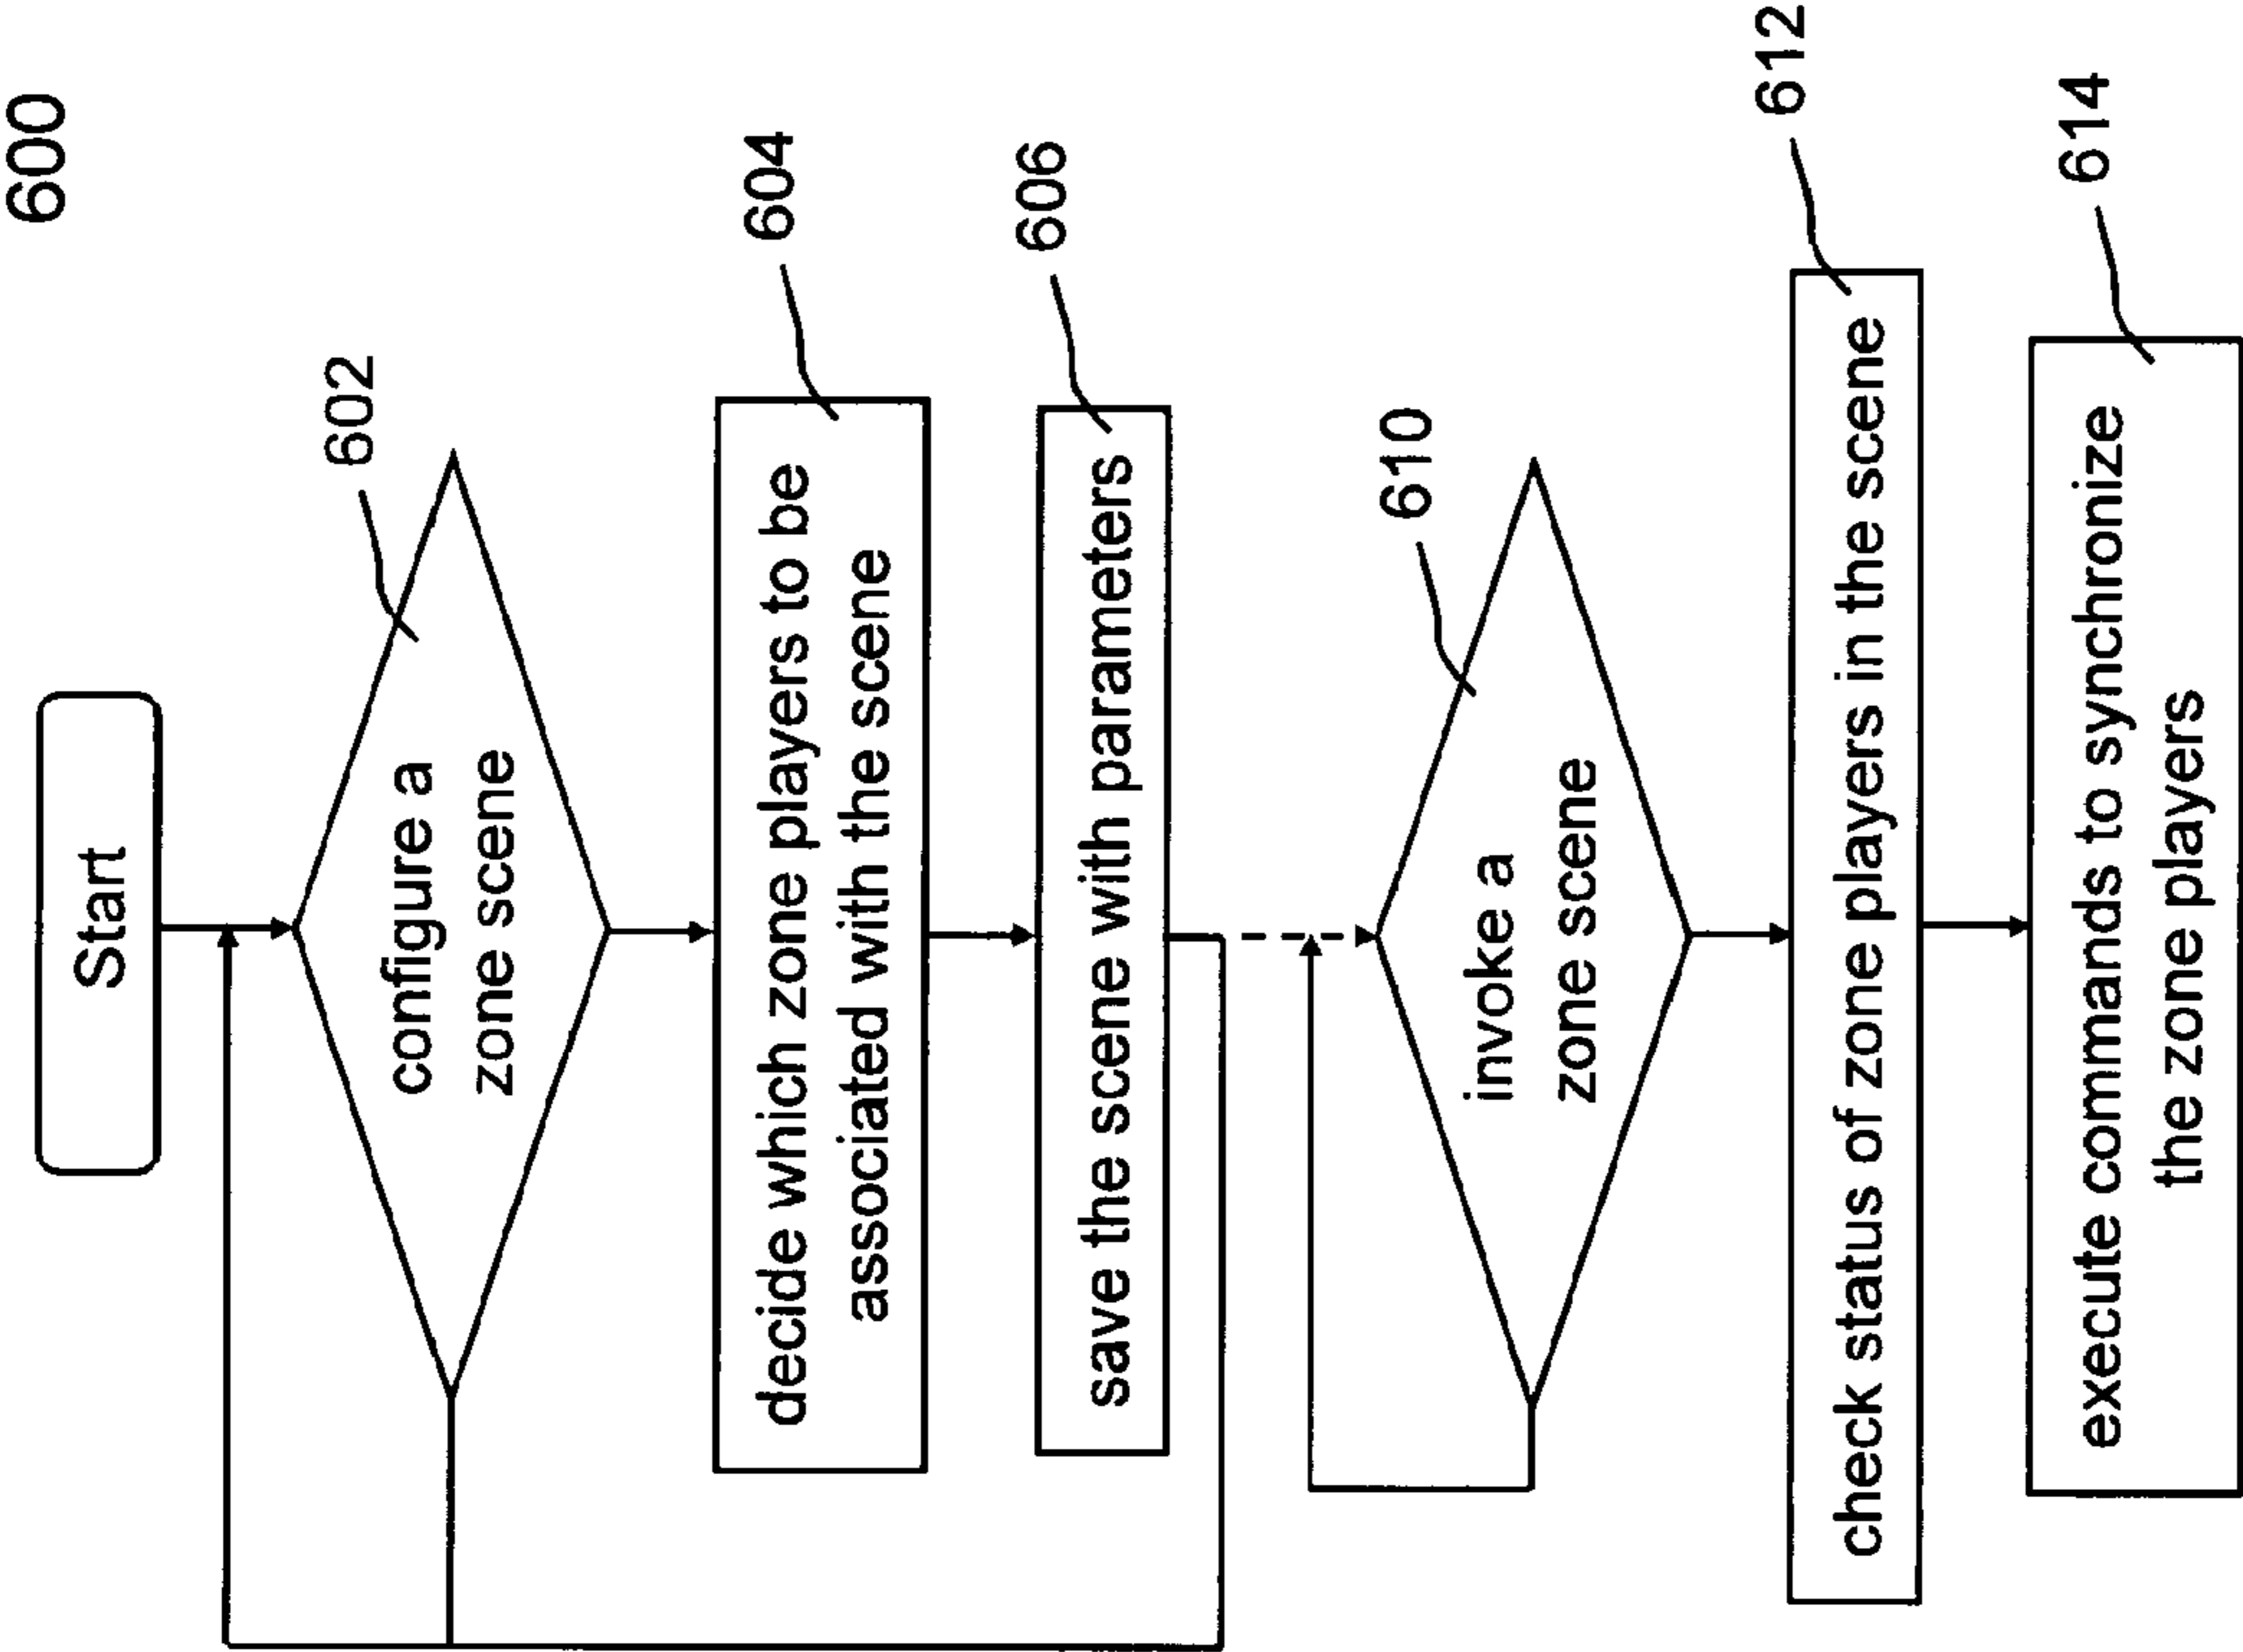 600
Start
602
configure a
zone scene
604
decide which zone players to be
associated with the scene
606
save the scene with parameters
610
invoke a
zone scene
612
check status of zone players in the scene
614
execute commands to synchronize
the zone players